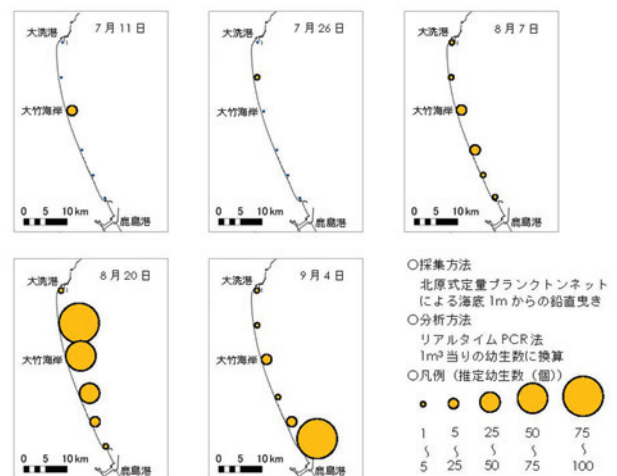 大洗港
7月11日
大竹海岸
0 5 10km
鹿島港
大洗港
7月26日
大竹海岸
0 5 10km
鹿島港
大洗港
8月7日
大竹海岸
0 5 10km
鹿島港
大洗港
8月20日
大竹海岸
0 5 10km
鹿島港
大洗港
9月4日
大竹海岸
0 5 10km
鹿島港
○採集方法
北原式定量プランクトンネット
による海底1mからの鉛直曳き
○分析方法
リアルタイムPCR法
1m³当りの幼生数に換算
○凡例（推定幼生数（個））
1 5 25 50 75
~ ~ ~ ~ ~
5 25 50 75 100